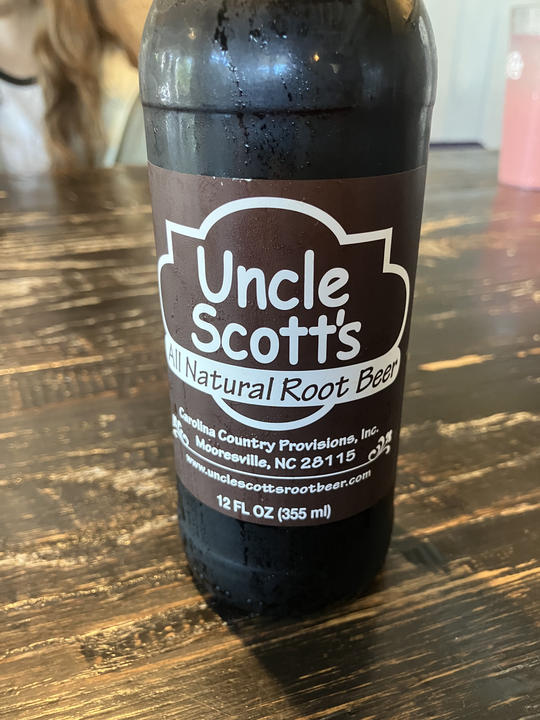 Uncle
Scott's
All Natural Root Beer
Carolina Country Provisions, Inc.
Mooresville, NC 28115
www.unclescottsrootbeer.com
12 FL OZ (355 ml)